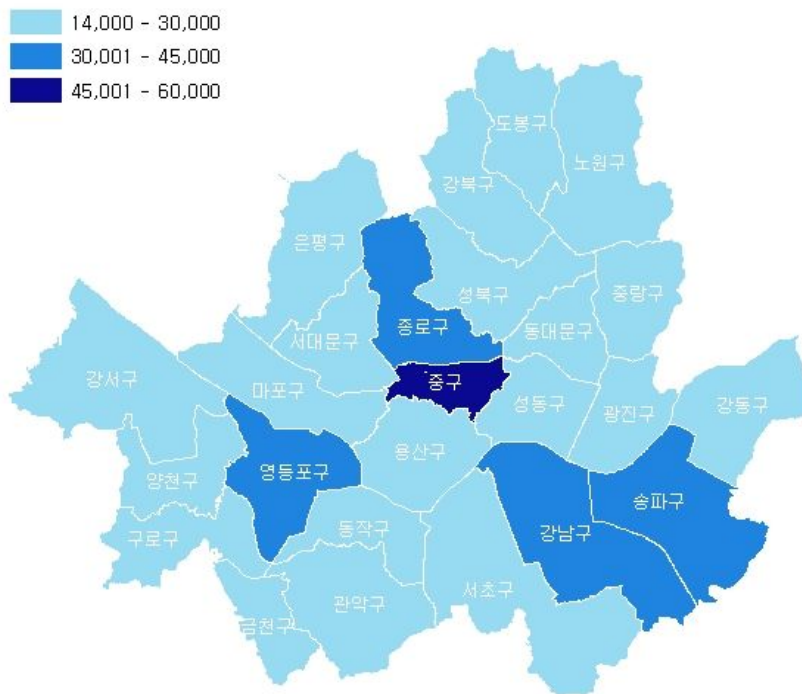 14,000 - 30,000
30,001 - 45,000
45,001 - 60,000
도봉구
노원구
강북구
은평구
성북구
중랑구
종로구
동대문구
서대문구
강서구
마포구
중구
성동구
광진구
강동구
용산구
영등포구
양천구
송파구
구로구
동작구
강남구
서초구
관악구
금천구